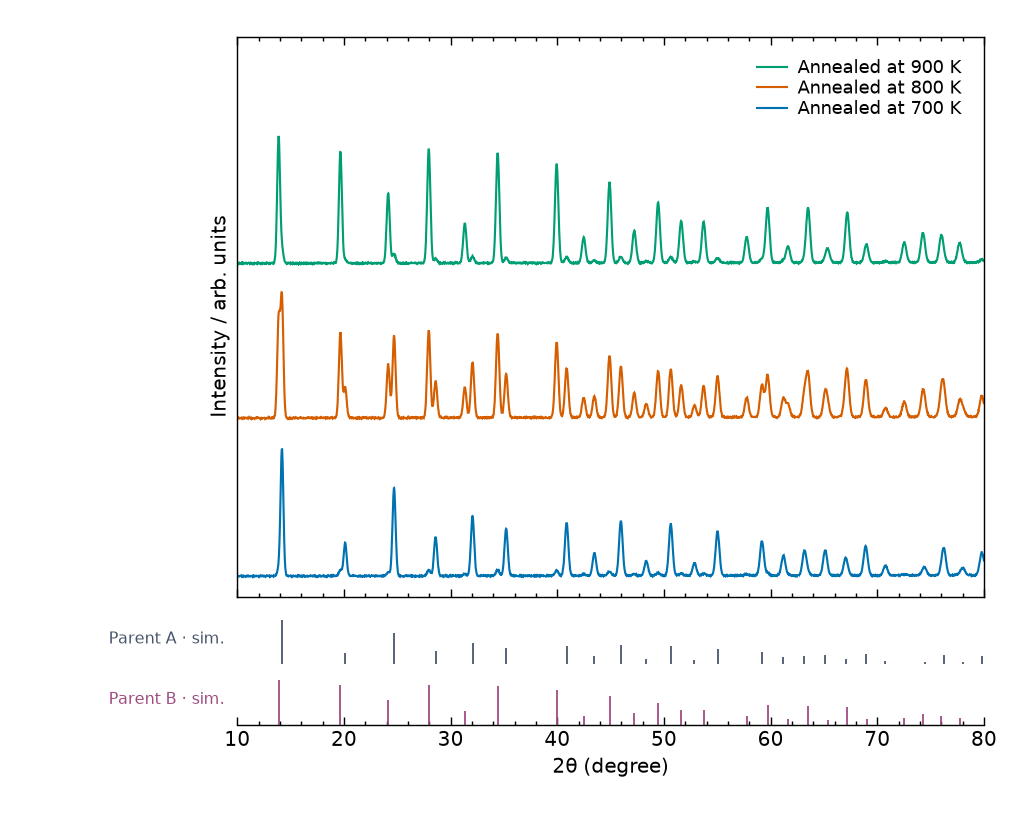 Annealed at 900 K
Annealed at 800 K
Annealed at 700 K
Intensity / arb. units
Parent A · sim.
Parent B · sim.
10 20 30 40 50 60 70 80
2θ (degree)